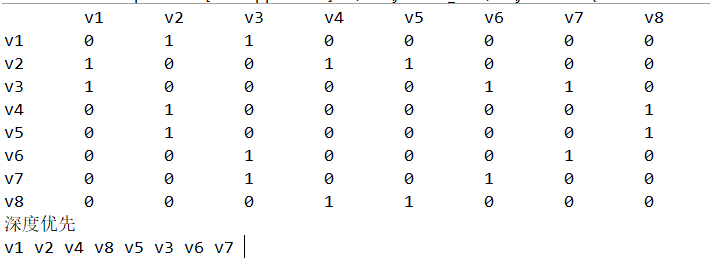 v1 v2 v3 v4 v5 v6 v7 v8
v1 0 1 1 0 0 0 0 0
v2 1 0 0 1 1 0 0 0
v3 1 0 0 0 0 1 1 0
v4 0 1 0 0 0 0 0 1
v5 0 1 0 0 0 0 0 1
v6 0 0 1 0 0 0 1 0
v7 0 0 1 0 0 1 0 0
v8 0 0 0 1 1 0 0 0
深度优先
v1 v2 v4 v8 v5 v3 v6 v7